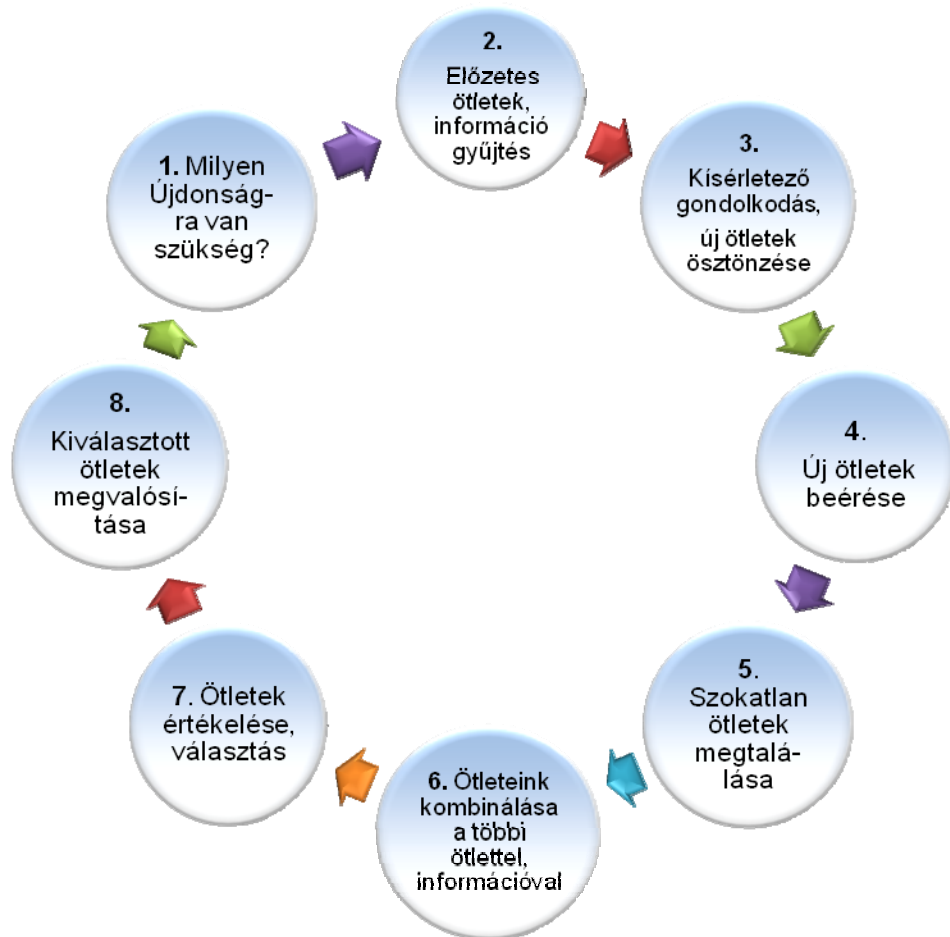 1. Milyen
Újdonság-
ra van
szükség?
2.
Előzetes
ötletek,
információ
gyűjtés
3.
Kísérletező
gondolkodás,
új ötletek
ösztönzése
4.
Új ötletek
beérése
5.
Szokatlan
ötletek
megtalá-
lása
6. Ötleteink
kombinálása
a többi
ötlettel,
információval
7. Ötletek
értékelése,
választás
8.
Kiválasztott
ötletek
megvalósí-
tása